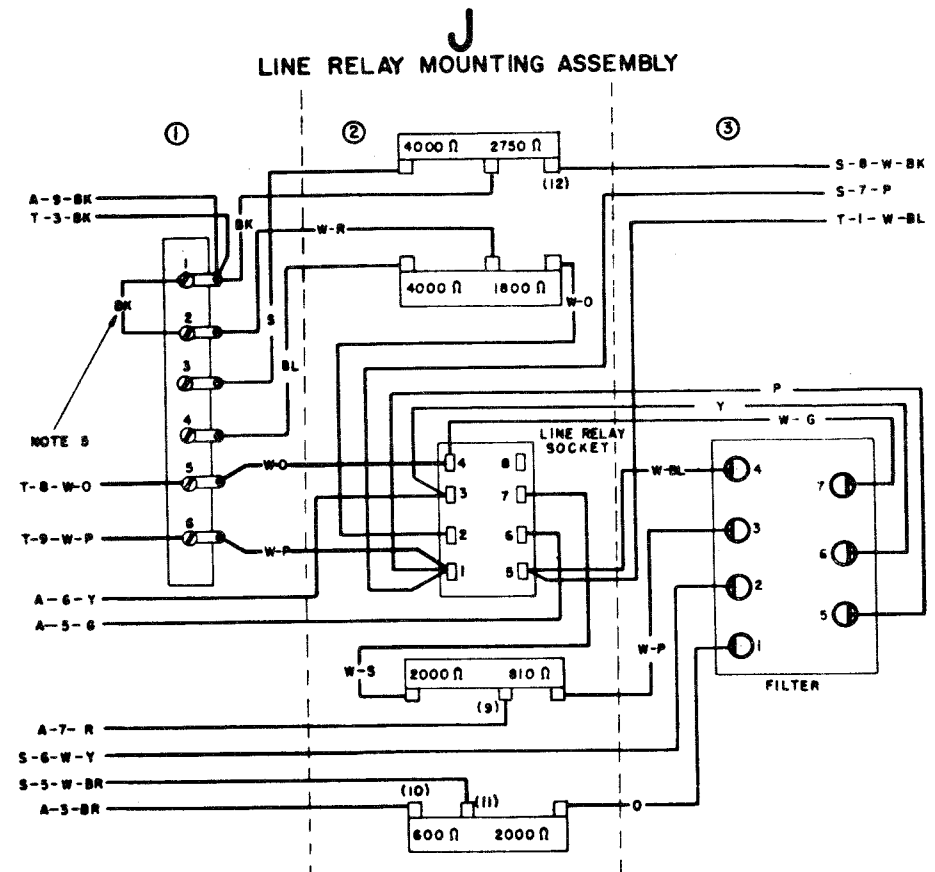 J
LINE RELAY MOUNTING ASSEMBLY
① ② ③
4000 Ω 2750 Ω
(12)
S-8-W-BK
S-7-P
T-1-W-BL
A-9-BK
T-3-BK
BK
W-R
1
4000 Ω 1800 Ω
W-O
BK
2
S
3
BL
4
NOTE 5
P
Y
W-G
LINE RELAY
SOCKET
T-8-W-O
5
W-O
4 8
3 7
2 6
1 5
W-BL
T-9-W-P
6
W-P
4
3
2
1
7
6
5
FILTER
A-6-Y
A-5-G
W-S
2000 Ω 810 Ω
(9)
W-P
A-7-R
S-6-W-Y
S-5-W-BR
A-3-BR
(10)
(11)
O
600 Ω 2000 Ω